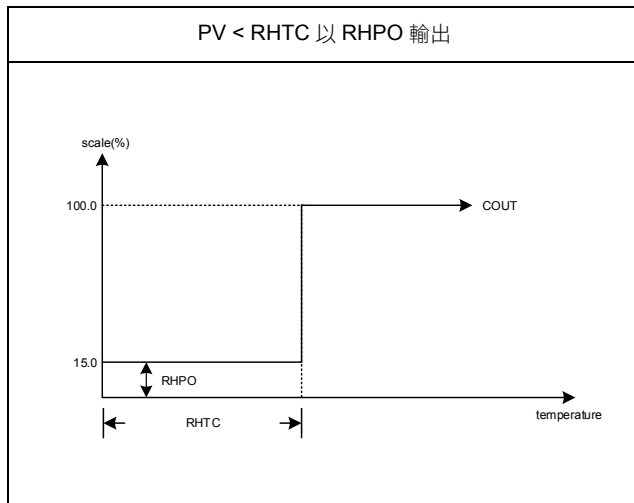 PV < RHTC 以 RHPO 輸出
scale(%)
100.0
COUT
15.0
RHPO
temperature
RHTC